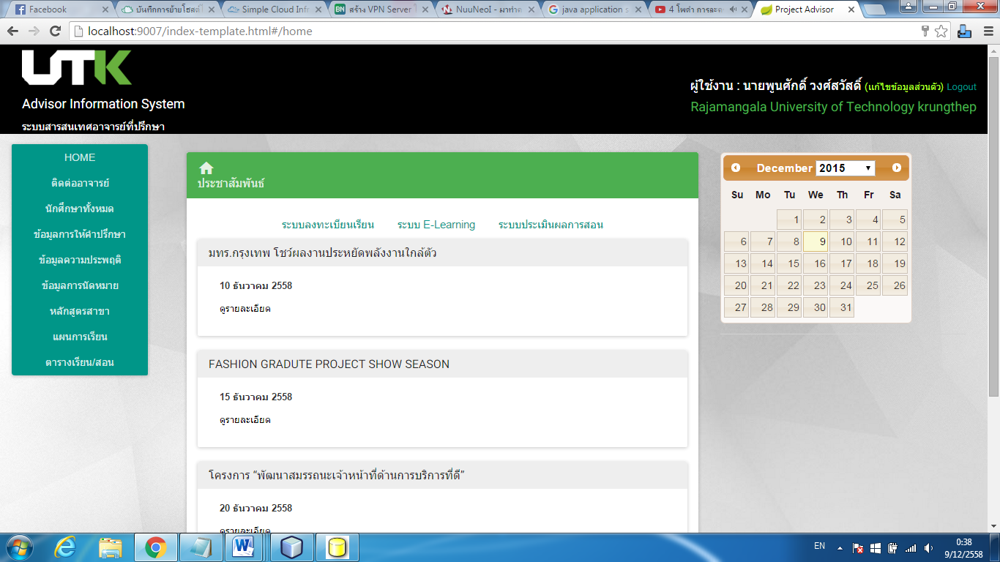 Facebook
บันทึกการย้ายโฮสต์
Simple Cloud Infr
BN สร้าง VPN Server
NuuNeoI - มาทำค
java application s
4 โพดำ การละล
Project Advisor
localhost:9007/index-template.html#/home
UTK
Advisor Information System
ระบบสารสนเทศอาจารย์ที่ปรึกษา
ผู้ใช้งาน : นายพูนศักดิ์ วงศ์สวัสดิ์ (แก้ไขข้อมูลส่วนตัว) Logout
Rajamangala University of Technology krungthep
HOME
ติดต่ออาจารย์
นักศึกษาทั้งหมด
ข้อมูลการให้คำปรึกษา
ข้อมูลความประพฤติ
ข้อมูลการนัดหมาย
หลักสูตรสาขา
แผนการเรียน
ตารางเรียน/สอน
ประชาสัมพันธ์
ระบบลงทะเบียนเรียน ระบบ E-Learning ระบบประเมินผลการสอน
มทร.กรุงเทพ โชว์ผลงานประหยัดพลังงานใกล้ตัว
10 ธันวาคม 2558
ดูรายละเอียด
FASHION GRADUTE PROJECT SHOW SEASON
15 ธันวาคม 2558
ดูรายละเอียด
โครงการ “พัฒนาสมรรถนะเจ้าหน้าที่ด้านการบริการที่ดี”
20 ธันวาคม 2558
ดูรายละเอียด
December 2015
Su Mo Tu We Th Fr Sa
1 2 3 4 5
6 7 8 9 10 11 12
13 14 15 16 17 18 19
20 21 22 23 24 25 26
27 28 29 30 31
EN
0:38
9/12/2558